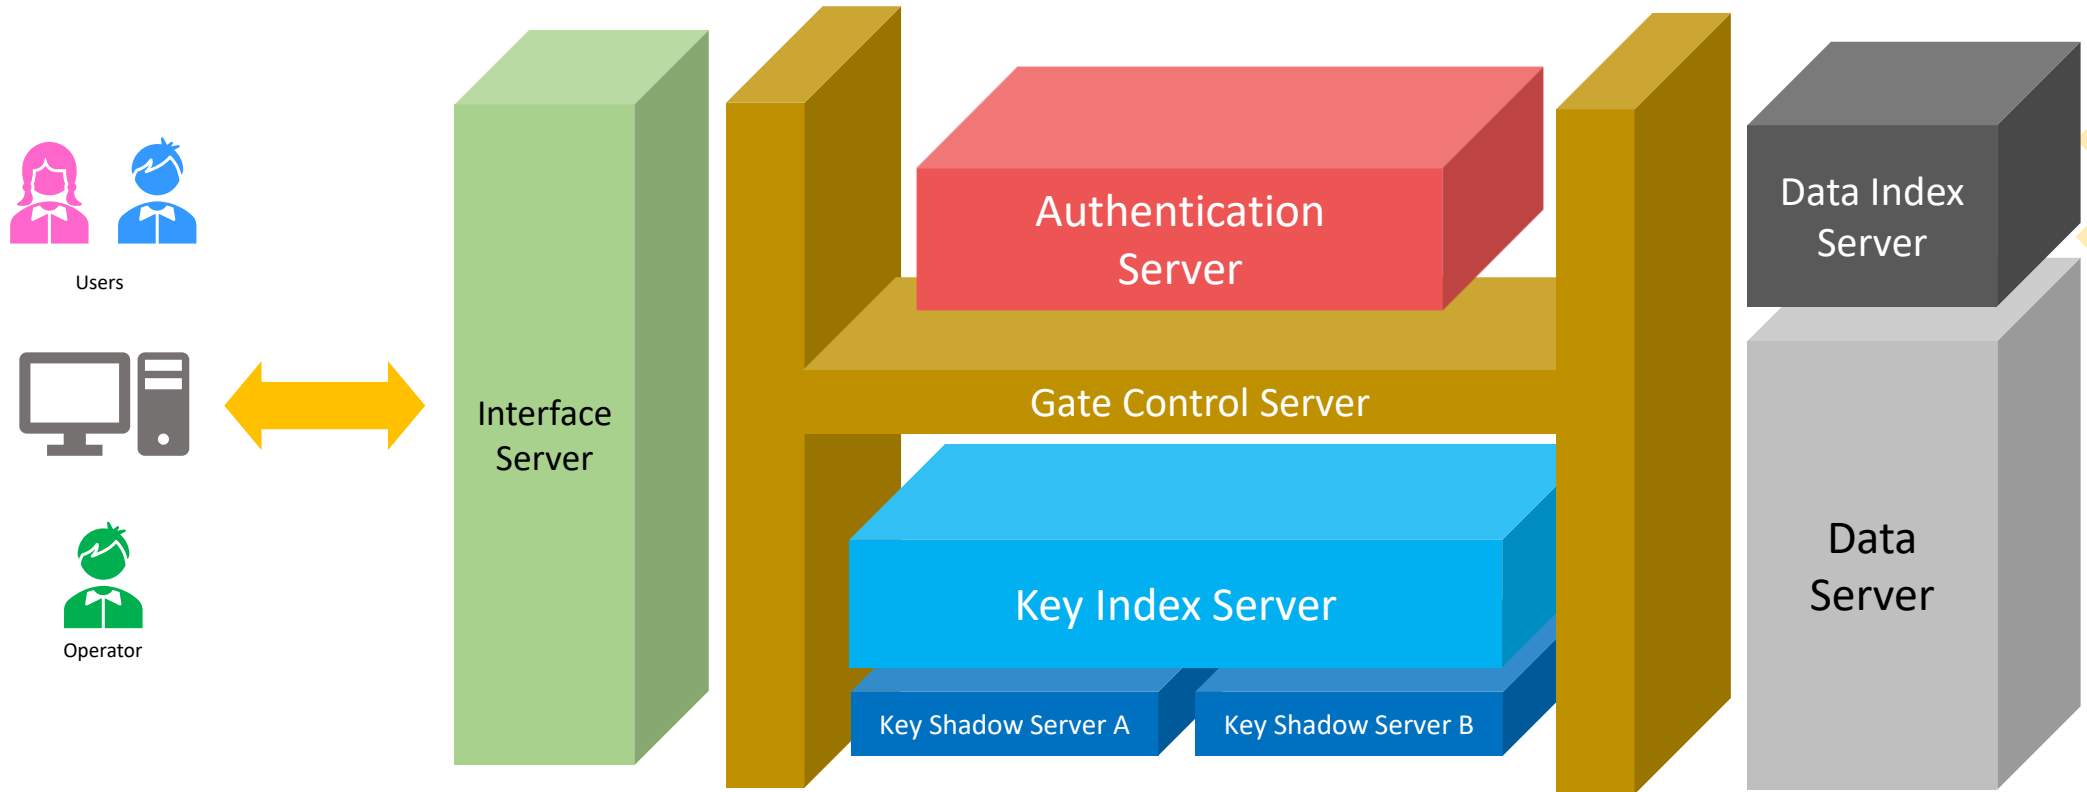 Users
Operator
Interface
Server
Authentication
Server
Gate Control Server
Key Index Server
Key Shadow Server A
Key Shadow Server B
Data Index
Server
Data
Server